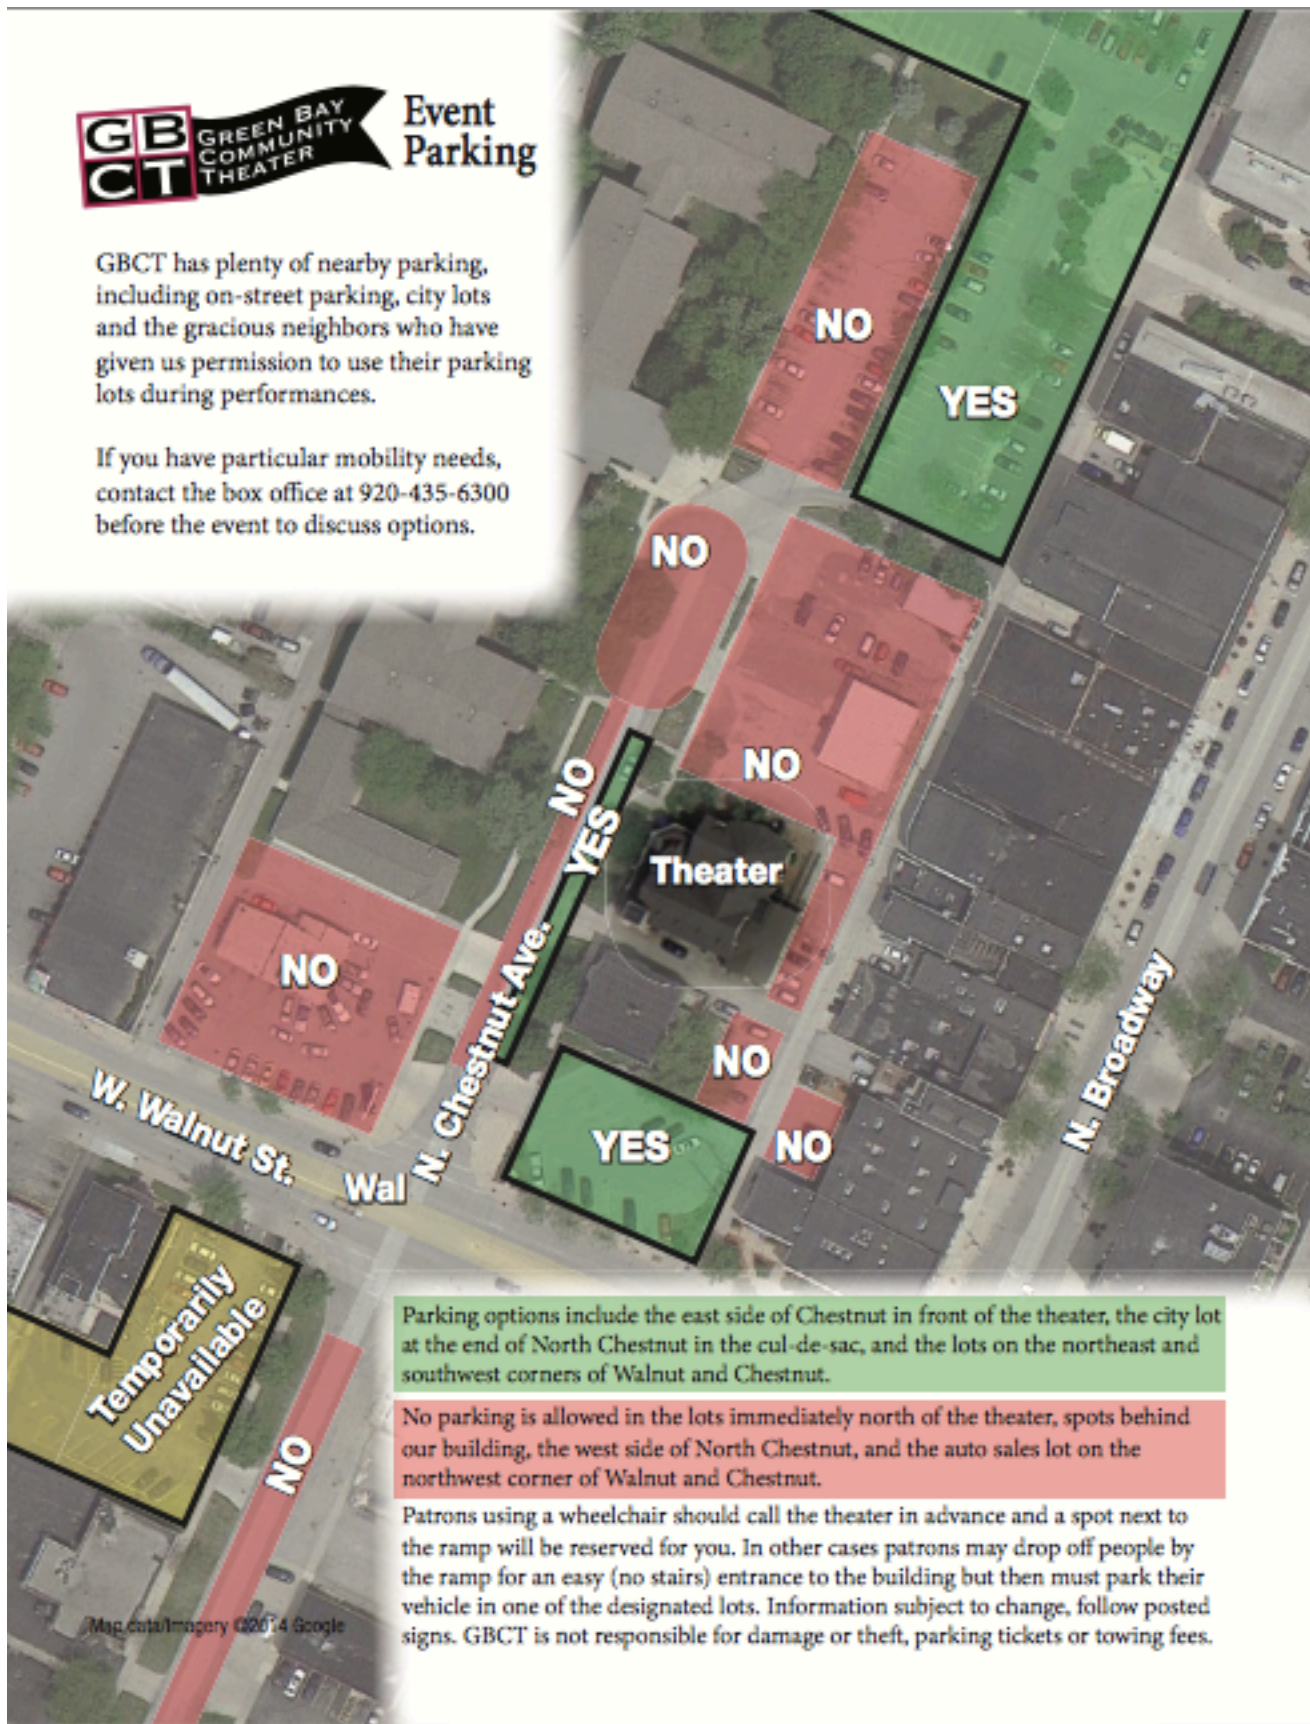 GB
CT
GREEN BAY
COMMUNITY
THEATER
Event
Parking
GBCT has plenty of nearby parking,
including on-street parking, city lots
and the gracious neighbors who have
given us permission to use their parking
lots during performances.
If you have particular mobility needs,
contact the box office at 920-435-6300
before the event to discuss options.
NO
YES
NO
NO
NO
YES
Theater
NO
N. Chestnut Ave.
NO
YES
NO
N. Broadway
W. Walnut St.
Wal
Temporarily
Unavailable
NO
Parking options include the east side of Chestnut in front of the theater, the city lot
at the end of North Chestnut in the cul-de-sac, and the lots on the northeast and
southwest corners of Walnut and Chestnut.
No parking is allowed in the lots immediately north of the theater, spots behind
our building, the west side of North Chestnut, and the auto sales lot on the
northwest corner of Walnut and Chestnut.
Patrons using a wheelchair should call the theater in advance and a spot next to
the ramp will be reserved for you. In other cases patrons may drop off people by
the ramp for an easy (no stairs) entrance to the building but then must park their
vehicle in one of the designated lots. Information subject to change, follow posted
signs. GBCT is not responsible for damage or theft, parking tickets or towing fees.
Map data/Imagery ©2014 Google